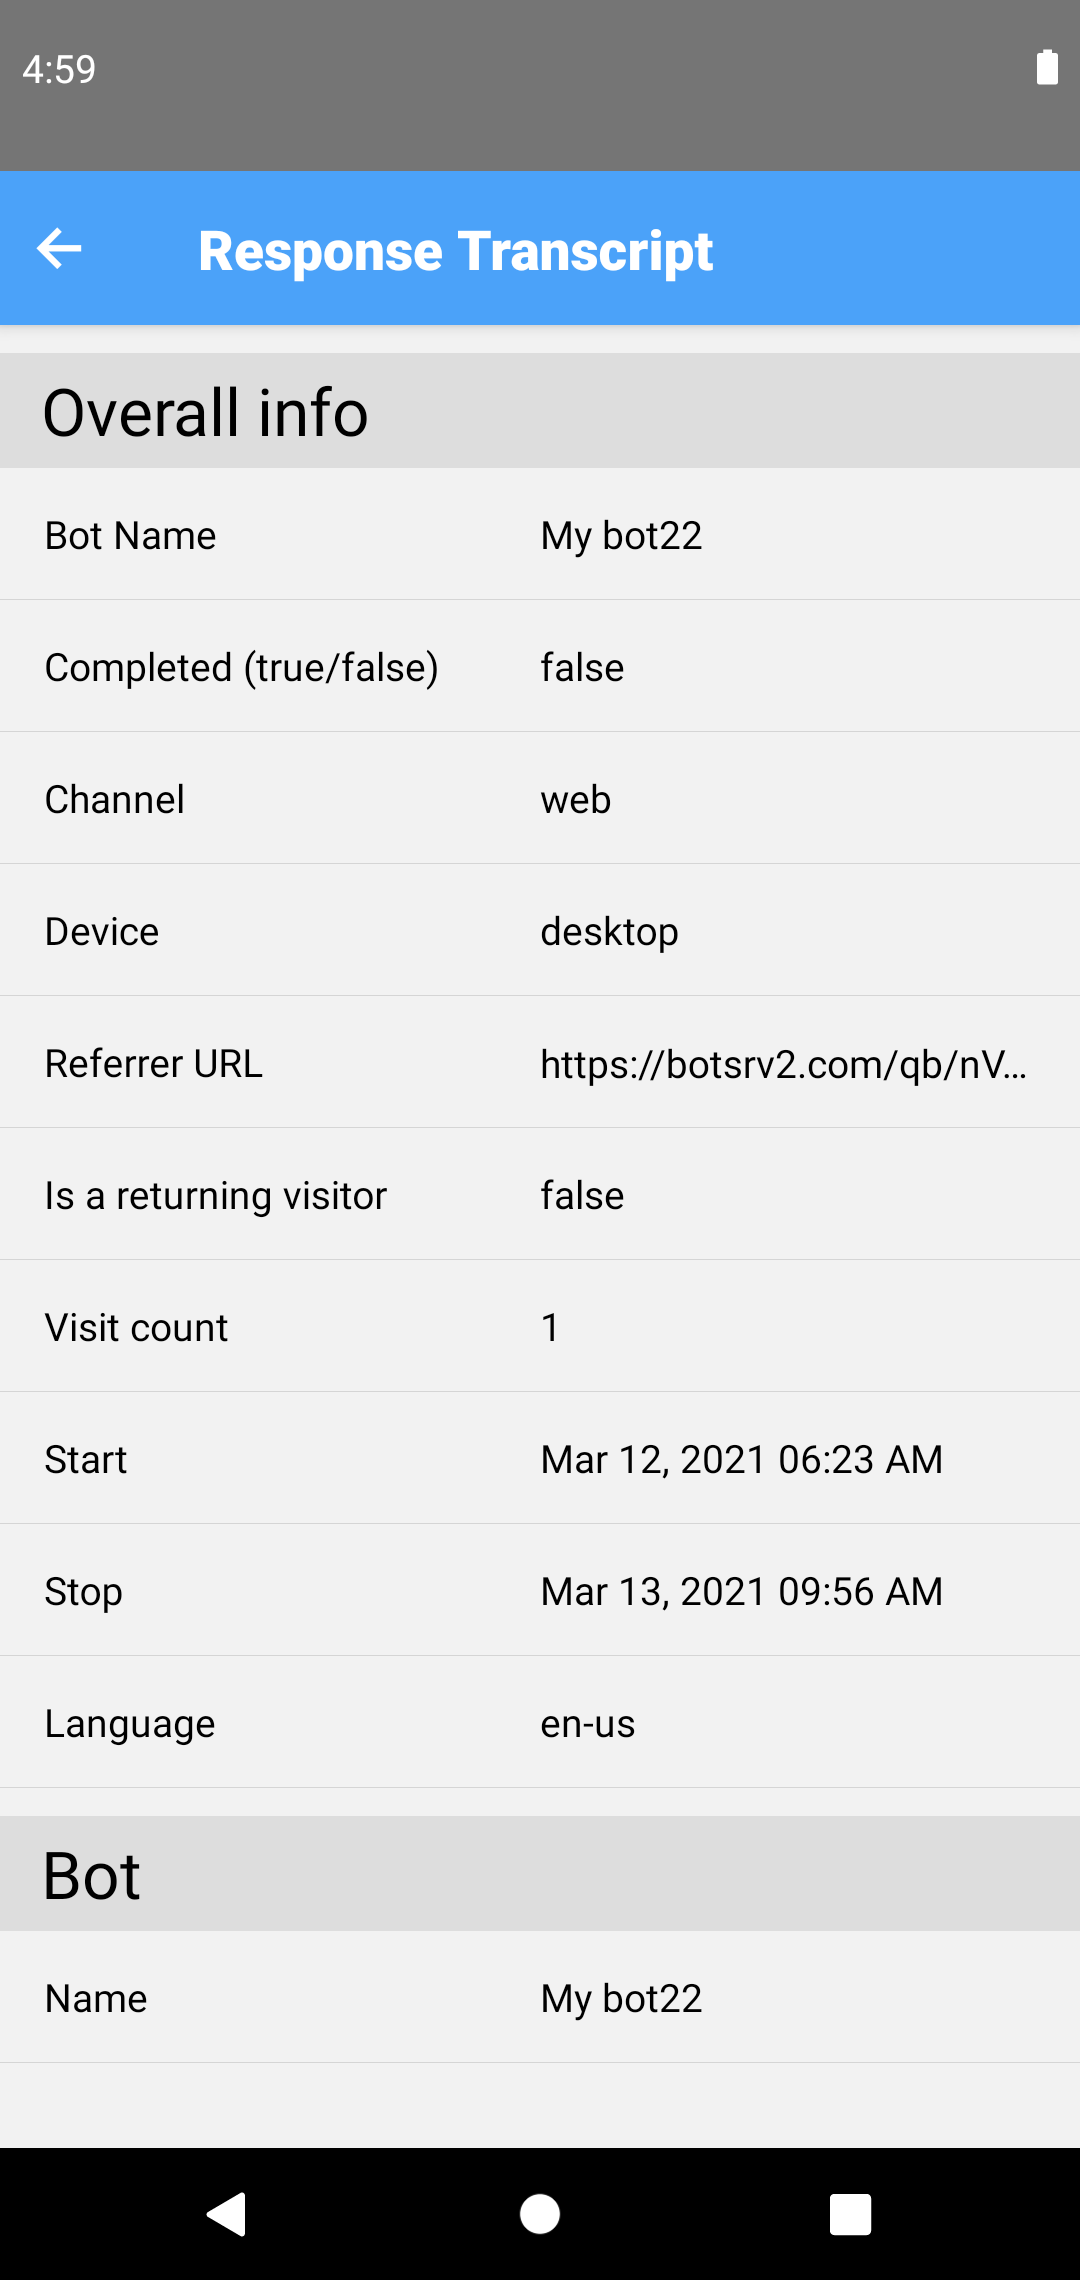 4:59
Response Transcript
Overall info
Bot Name My bot22
Completed (true/false) false
Channel web
Device desktop
Referrer URL https://botsrv2.com/qb/nV...
Is a returning visitor false
Visit count 1
Start Mar 12, 2021 06:23 AM
Stop Mar 13, 2021 09:56 AM
Language en-us
Bot
Name My bot22